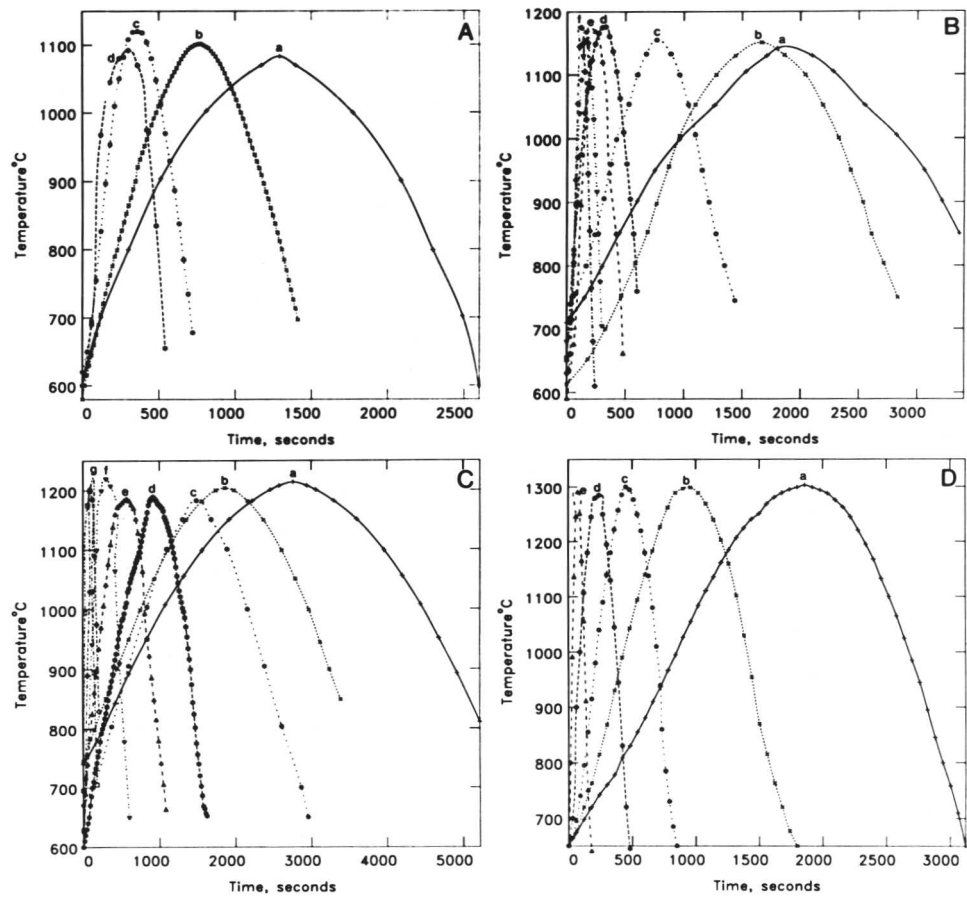 A
c
d
b
a
1100
1000
900
800
700
600
Temperature°C
0 500 1000 1500 2000 2500
Time, seconds
B
d
c
b a
1200
1100
1000
900
800
700
600
Temperature°C
0 500 1000 1500 2000 2500 3000
Time, seconds
C
g f
e d c b a
1200
1100
1000
900
800
700
600
Temperature°C
0 1000 2000 3000 4000 5000
Time, seconds
D
e d c b a
1300
1200
1100
1000
900
800
700
Temperature°C
0 500 1000 1500 2000 2500 3000
Time, seconds